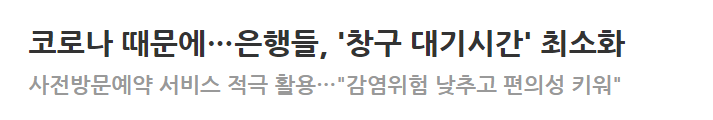 코로나 때문에…은행들, '창구 대기시간' 최소화
사전방문예약 서비스 적극 활용…"감염위험 낮추고 편의성 키워"